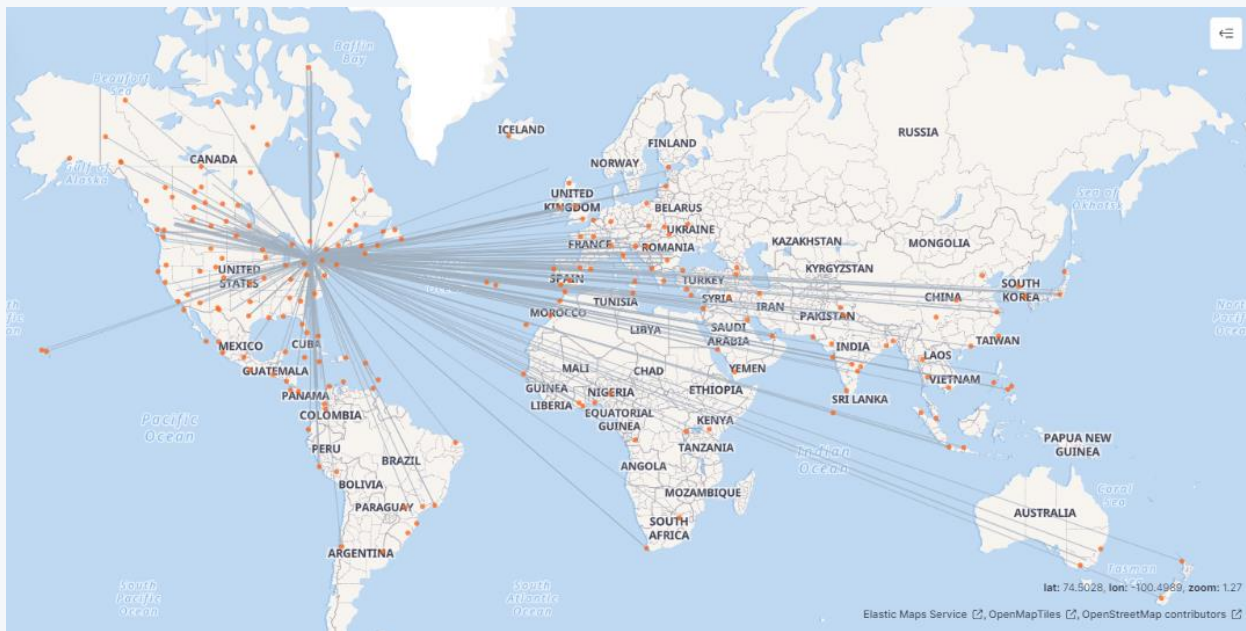 Baffin
Bay
Beaufort
Sea
ICELAND
FINLAND
RUSSIA
CANADA
NORWAY
Gulf of
Alaska
Sea of
Okhotsk
UNITED
KINGDOM
BELARUS
UKRAINE
FRANCE
ROMANIA
KAZAKHSTAN
MONGOLIA
UNITED
STATES
SPAIN
TURKEY
KYRGYZSTAN
SOUTH
KOREA
CHINA
Ocean
TUNISIA
SYRIA
IRAN
PAKISTAN
MOROCCO
LIBYA
SAUDI
ARABIA
INDIA
TAIWAN
MEXICO
CUBA
LAOS
GUATEMALA
MALI
CHAD
YEMEN
VIETNAM
PANAMA
GUINEA
NIGERIA
ETHIOPIA
SRI LANKA
COLOMBIA
LIBERIA
EQUATORIAL
GUINEA
KENYA
Pacific
Ocean
PERU
BRAZIL
TANZANIA
Indian
Ocean
PAPUA NEW
GUINEA
ANGOLA
BOLIVIA
MOZAMBIQUE
Coral
Sea
PARAGUAY
SOUTH
AFRICA
AUSTRALIA
ARGENTINA
Tasman
Sea
South
Pacific
Ocean
South
Atlantic
Ocean
lat: 74.5028, lon: -100.4989, zoom: 1.27
Elastic Maps Service, OpenMapTiles, OpenStreetMap contributors